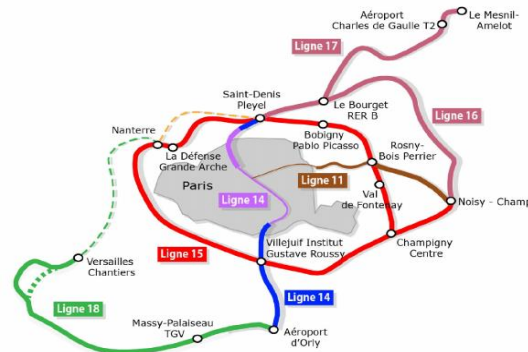 Aéroport
Charles de Gaulle T2
Le Mesnil-
Amelot
Ligne 17
Saint-Denis
Pleyel
Le Bourget
RER B
Nanterre
Bobigny
Pablo Picasso
Rosny-
Bois Perrier
Ligne 16
La Défense
Grande Arche
Paris
Ligne 14
Ligne 11
Val
de Fontenay
Noisy - Champ
Versailles
Chantiers
Ligne 15
Villejuif Institut
Gustave Roussy
Champigny
Centre
Ligne 18
Ligne 14
Massy-Palaiseau
TGV
Aéroport
d'Orly